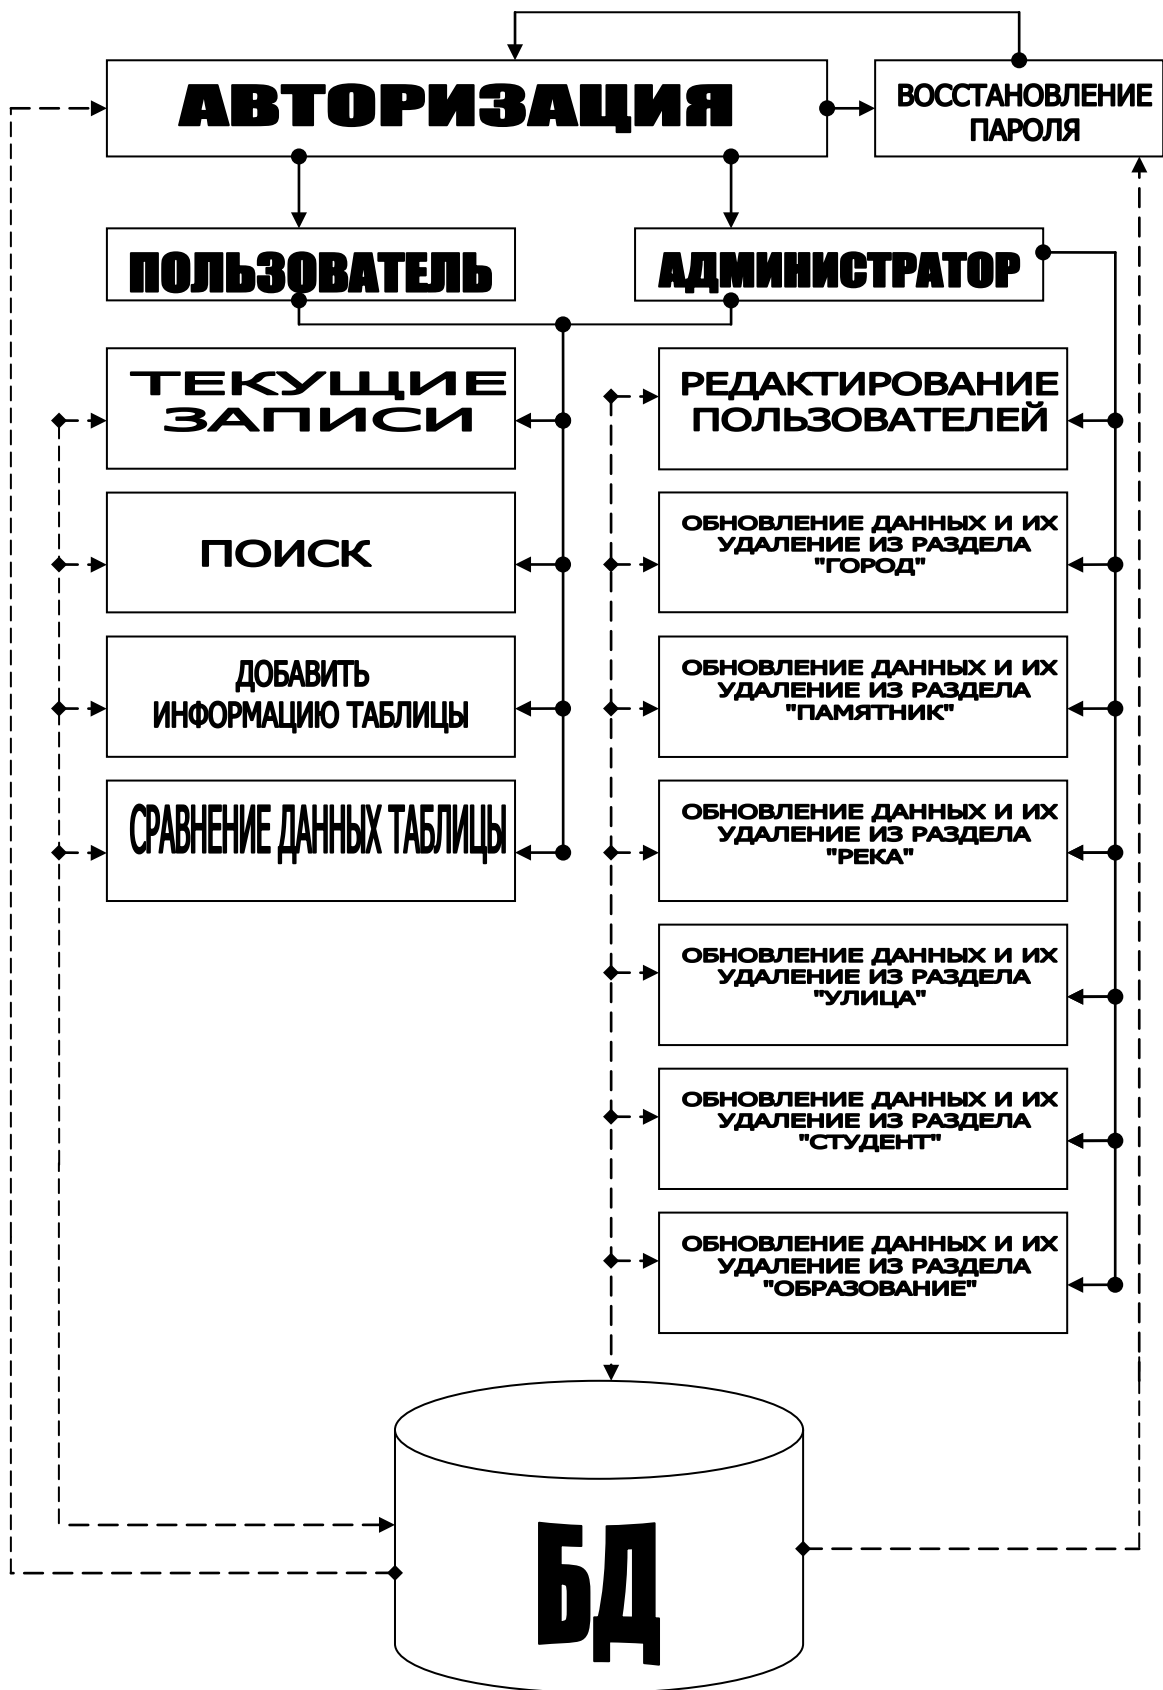 АВТОРИЗАЦИЯ
ВОССТАНОВЛЕНИЕ
ПАРОЛЯ
ПОЛЬЗОВАТЕЛЬ
АДМИНИСТРАТОР
ТЕКУЩИЕ
ЗАПИСИ
РЕДАКТИРОВАНИЕ
ПОЛЬЗОВАТЕЛЕЙ
ПОИСК
ОБНОВЛЕНИЕ ДАННЫХ И ИХ
УДАЛЕНИЕ ИЗ РАЗДЕЛА
"ГОРОД"
ДОБАВИТЬ
ИНФОРМАЦИЮ ТАБЛИЦЫ
ОБНОВЛЕНИЕ ДАННЫХ И ИХ
УДАЛЕНИЕ ИЗ РАЗДЕЛА
"ПАМЯТНИК"
СРАВНЕНИЕ ДАННЫХ ТАБЛИЦЫ
ОБНОВЛЕНИЕ ДАННЫХ И ИХ
УДАЛЕНИЕ ИЗ РАЗДЕЛА
"РЕКА"
ОБНОВЛЕНИЕ ДАННЫХ И ИХ
УДАЛЕНИЕ ИЗ РАЗДЕЛА
"УЛИЦА"
ОБНОВЛЕНИЕ ДАННЫХ И ИХ
УДАЛЕНИЕ ИЗ РАЗДЕЛА
"СТУДЕНТ"
ОБНОВЛЕНИЕ ДАННЫХ И ИХ
УДАЛЕНИЕ ИЗ РАЗДЕЛА
"ОБРАЗОВАНИЕ"
БД